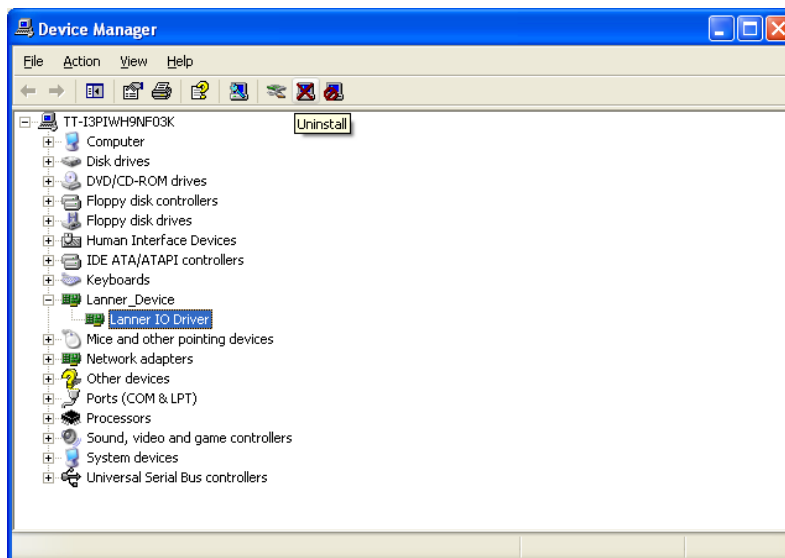 Device Manager
File Action View Help
TT-I3PIWH9NF03K
Uninstall
Computer
Disk drives
DVD/CD-ROM drives
Floppy disk controllers
Floppy disk drives
Human Interface Devices
IDE ATA/ATAPI controllers
Keyboards
Lanner_Device
Lanner IO Driver
Mice and other pointing devices
Network adapters
Other devices
Ports (COM & LPT)
Processors
Sound, video and game controllers
System devices
Universal Serial Bus controllers